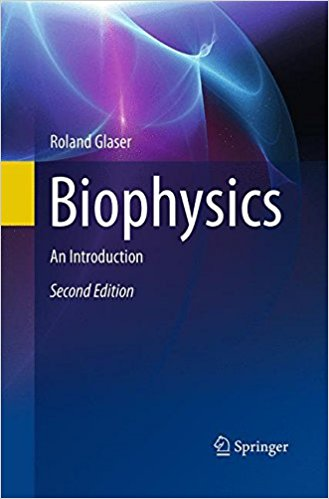 Roland Glaser
Biophysics
An Introduction
Second Edition
Springer